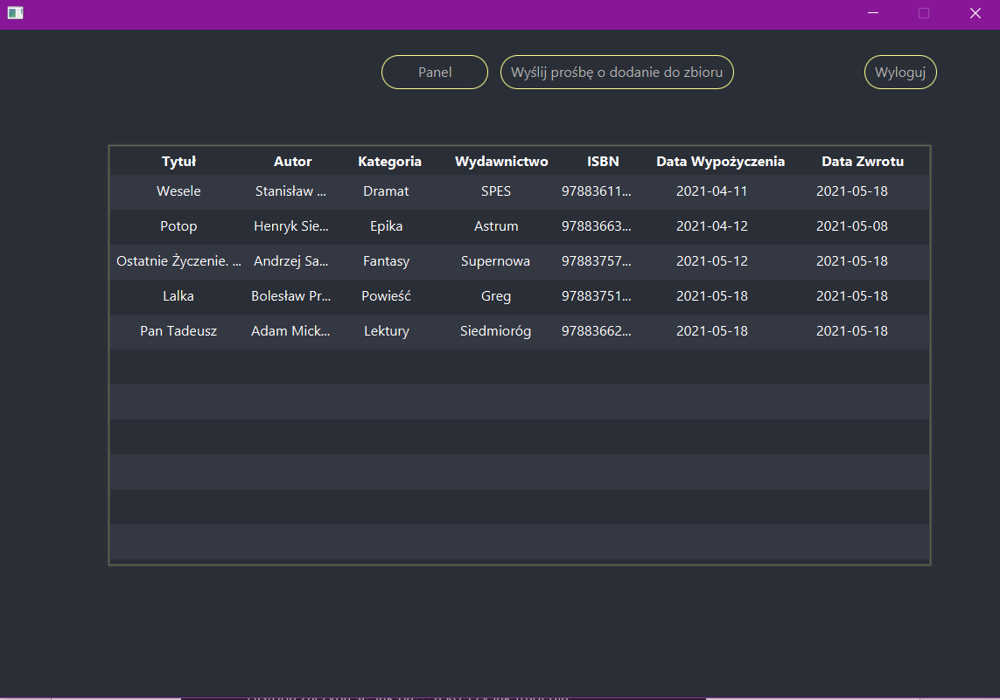 Panel Wyślij prośbę o dodanie do zbioru Wyloguj
Tytuł Autor Kategoria Wydawnictwo ISBN Data Wypożyczenia Data Zwrotu
Wesele Stanisław ... Dramat SPES 97883611... 2021-04-11 2021-05-18
Potop Henryk Sie... Epika Astrum 97883663... 2021-04-12 2021-05-08
Ostatnie Życzenie. ... Andrzej Sa... Fantasy Supernowa 97883757... 2021-05-12 2021-05-18
Lalka Bolesław Pr... Powieść Greg 97883751... 2021-05-18 2021-05-18
Pan Tadeusz Adam Mick... Lektury Siedmioróg 97883662... 2021-05-18 2021-05-18